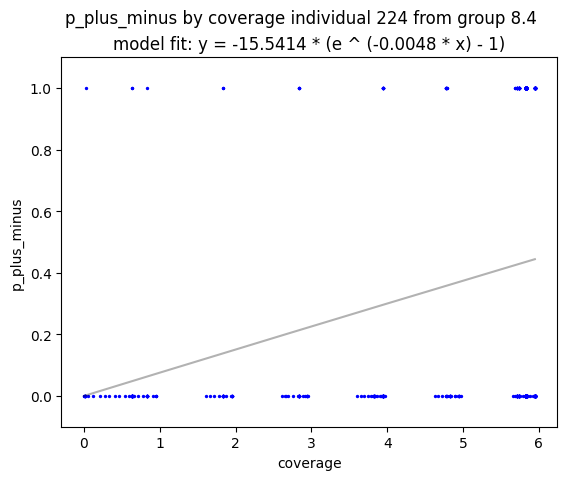 p_plus_minus by coverage individual 224 from group 8.4
model fit: y = -15.5414 * (e ^ (-0.0048 * x) - 1)
1.0
0.8
0.6
0.4
0.2
0.0
p_plus_minus
0 1 2 3 4 5 6
coverage